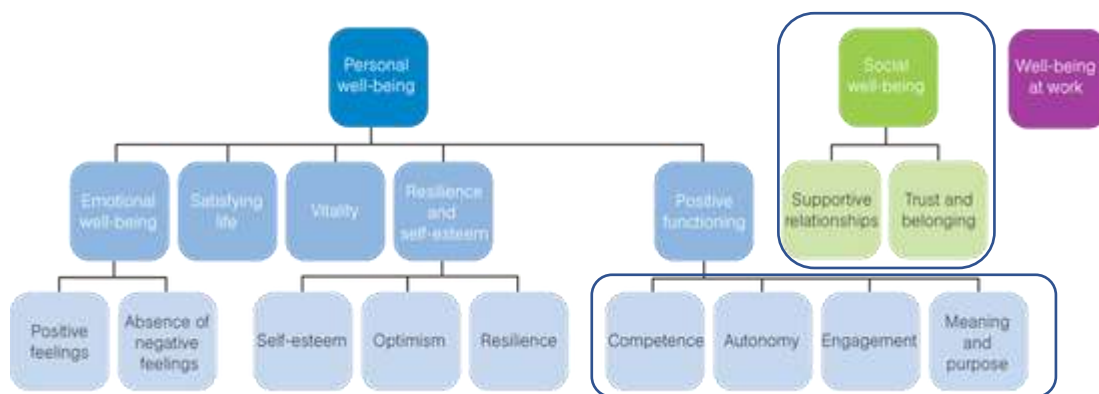 Personal
well-being
Social
well-being
Well-being
at work
Emotional
well-being
Satisfying
life
Vitality
Resilience
and
self-esteem
Positive
functioning
Supportive
relationships
Trust and
belonging
Positive
feelings
Absence of
negative
feelings
Self-esteem
Optimism
Resilience
Competence
Autonomy
Engagement
Meaning
and
purpose